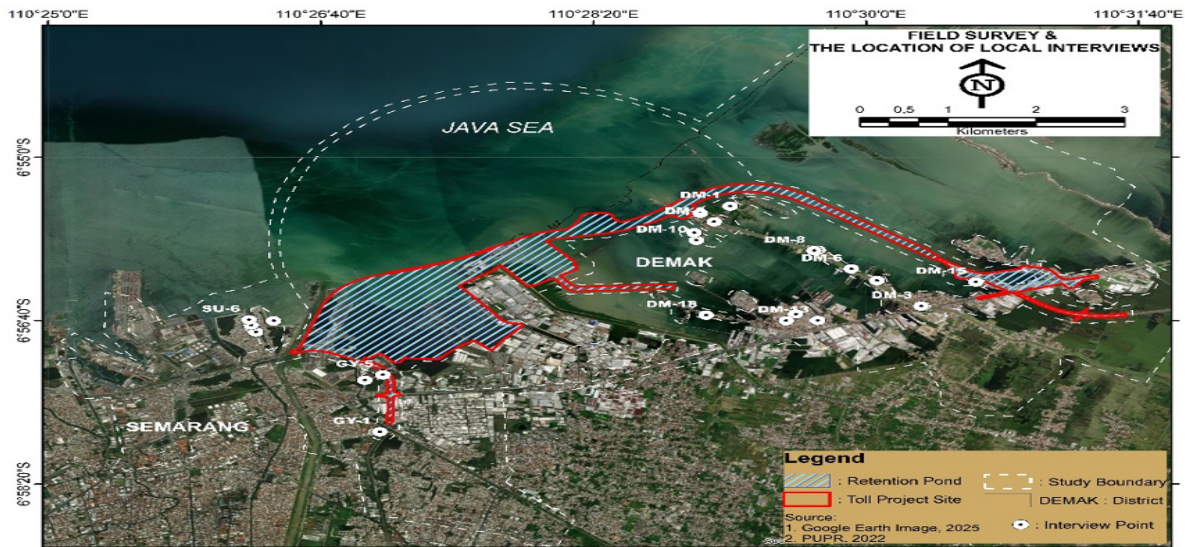 110°25'0"E 110°26'40"E 110°28'20"E 110°30'0"E 110°31'40"E
FIELD SURVEY &
THE LOCATION OF LOCAL INTERVIEWS
N
0 0.5 1 2 3
Kilometers
JAVA SEA
6°55'0"S
6°56'40"S
6°58'20"S
DM-1
DM-10
DM-8
DEMAK
DM-6
DM-15
DM-3
DM-18
SU-6
GY-5
GY-1
SEMARANG
Legend
: Retention Pond
: Study Boundary
: Toll Project Site
DEMAK : District
Source:
1. Google Earth Image, 2025
: Interview Point
2. PUPR, 2022